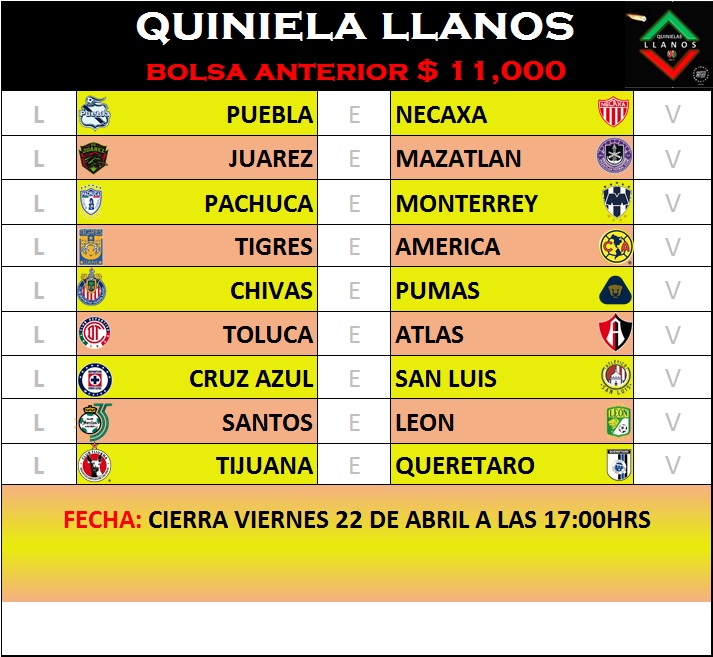 QUINIELA LLANOS
BOLSA ANTERIOR $ 11,000
QUINIELAS
LLANOS
L PUEBLA E NECAXA V
L JUAREZ E MAZATLAN V
L PACHUCA E MONTERREY V
L TIGRES E AMERICA V
L CHIVAS E PUMAS V
L TOLUCA E ATLAS V
L CRUZ AZUL E SAN LUIS V
L SANTOS E LEON V
L TIJUANA E QUERETARO V
FECHA: CIERRA VIERNES 22 DE ABRIL A LAS 17:00HRS